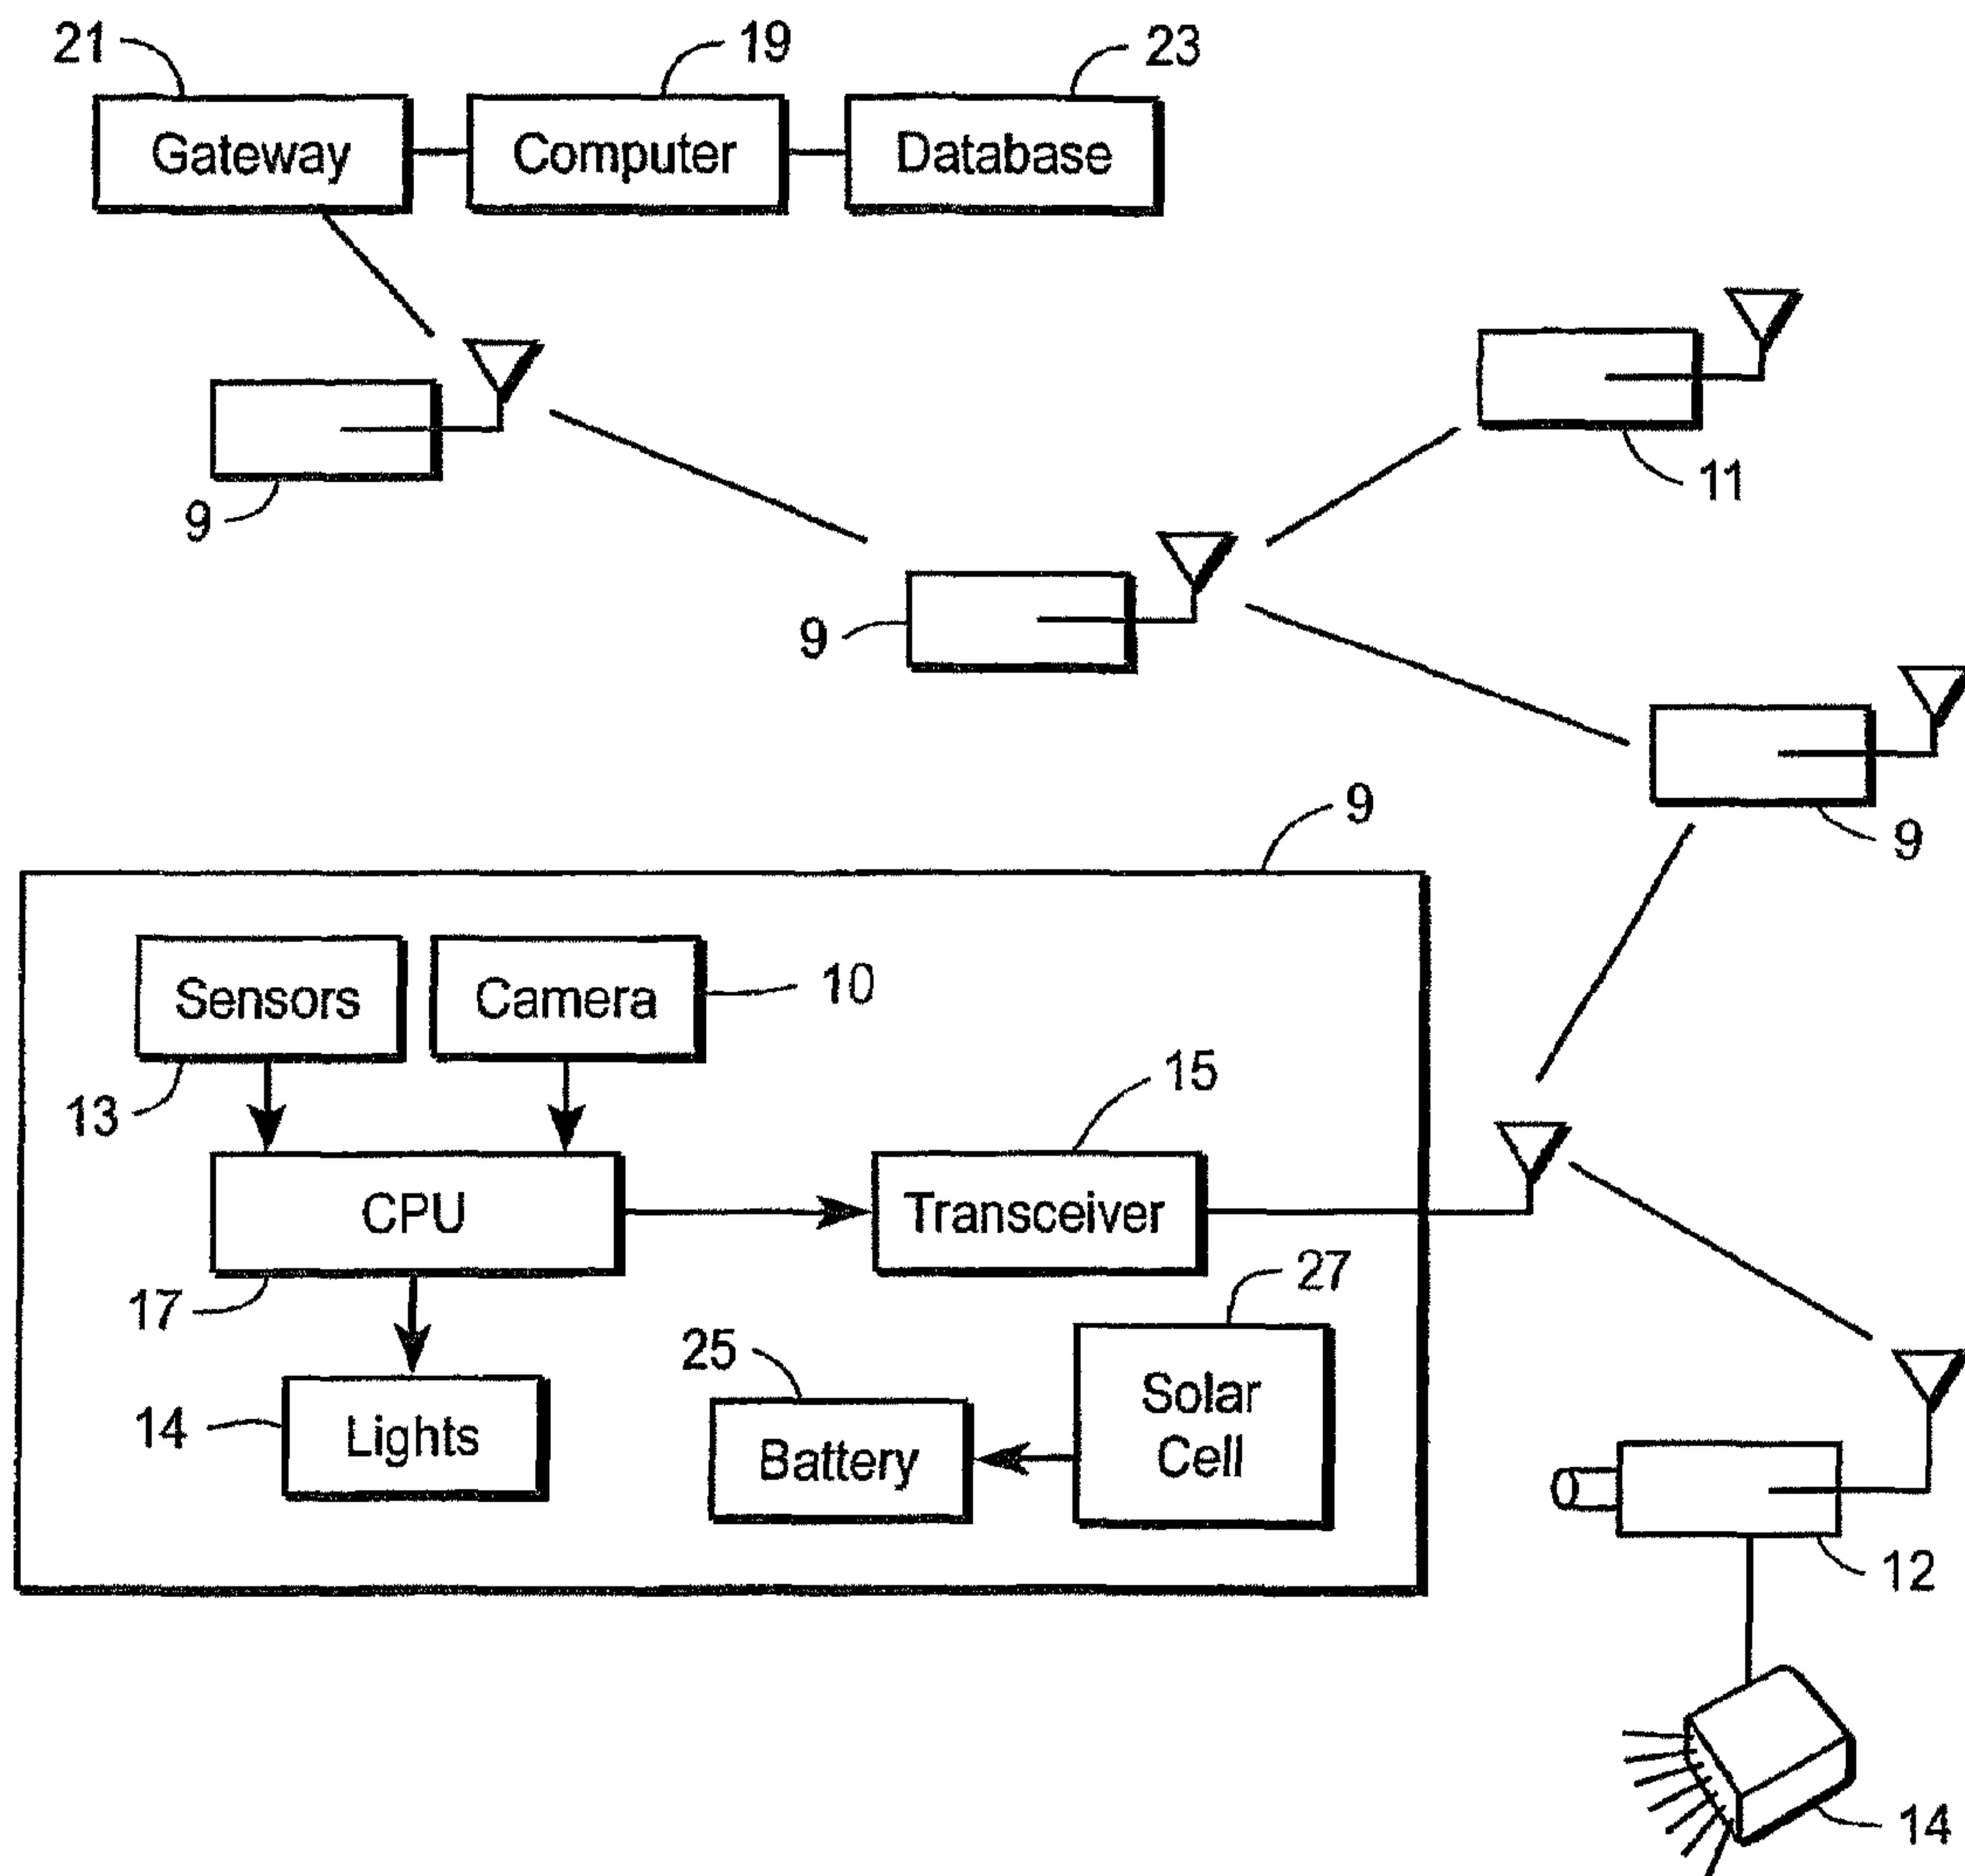 21
19
23
Gateway
Computer
Database
11
9
9
9
9
Sensors
Camera
10
13
15
CPU
Transceiver
17
27
25
Solar
Cell
14
Lights
Battery
12
14